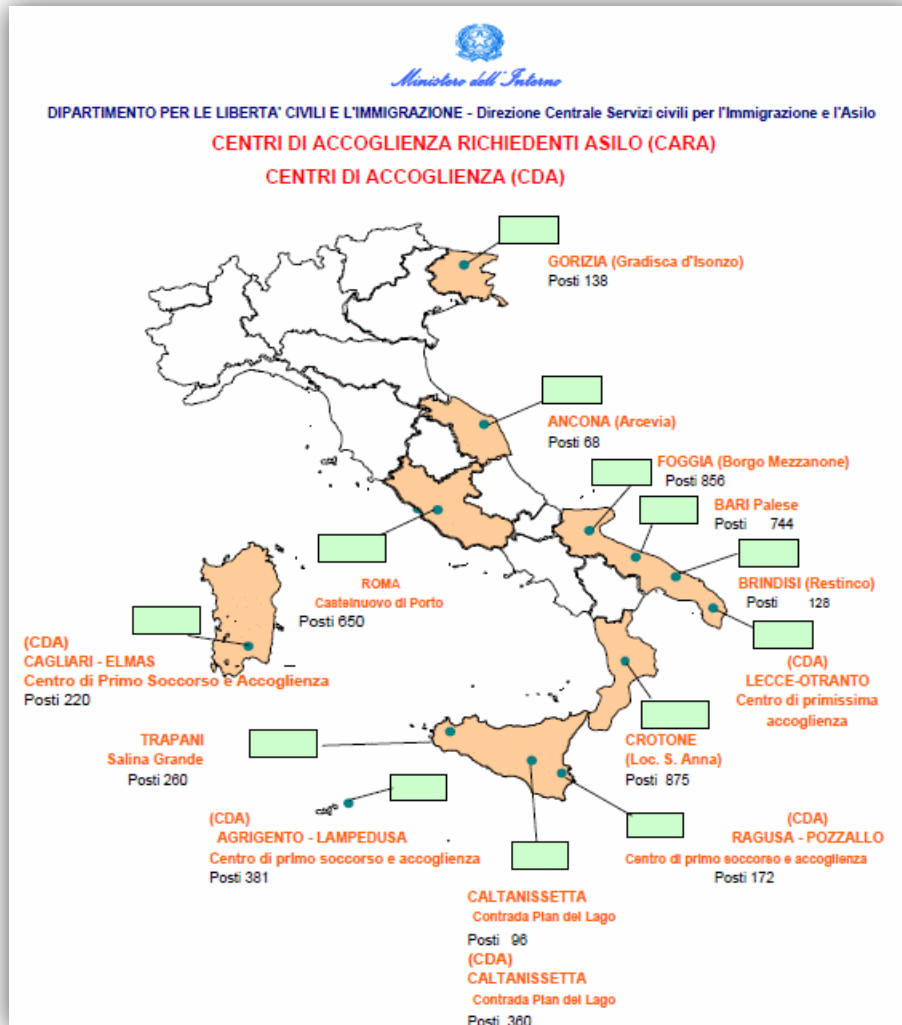 Ministero dell'Interno
DIPARTIMENTO PER LE LIBERTA' CIVILI E L'IMMIGRAZIONE - Direzione Centrale Servizi civili per l'Immigrazione e l'Asilo
CENTRI DI ACCOGLIENZA RICHIEDENTI ASILO (CARA)
CENTRI DI ACCOGLIENZA (CDA)
GORIZIA (Gradisca d'Isonzo)
Posti 138
ANCONA (Arcevia)
Posti 68
FOGGIA (Borgo Mezzanone)
Posti 856
BARI Palese
Posti 744
BRINDISI (Restinco)
Posti 128
ROMA
Castelnuovo di Porto
Posti 650
(CDA)
CAGLIARI - ELMAS
Centro di Primo Soccorso e Accoglienza
Posti 220
(CDA)
LECCE-OTRANTO
Centro di primissima
accoglienza
TRAPANI
Salina Grande
Posti 260
CROTONE
(Loc. S. Anna)
Posti 875
(CDA)
AGRIGENTO - LAMPEDUSA
Centro di primo soccorso e accoglienza
Posti 381
(CDA)
RAGUSA - POZZALLO
Centro di primo soccorso e accoglienza
Posti 172
CALTANISSETTA
Contrada Pian del Lago
Posti 96
(CDA)
CALTANISSETTA
Contrada Pian del Lago
Posti 360